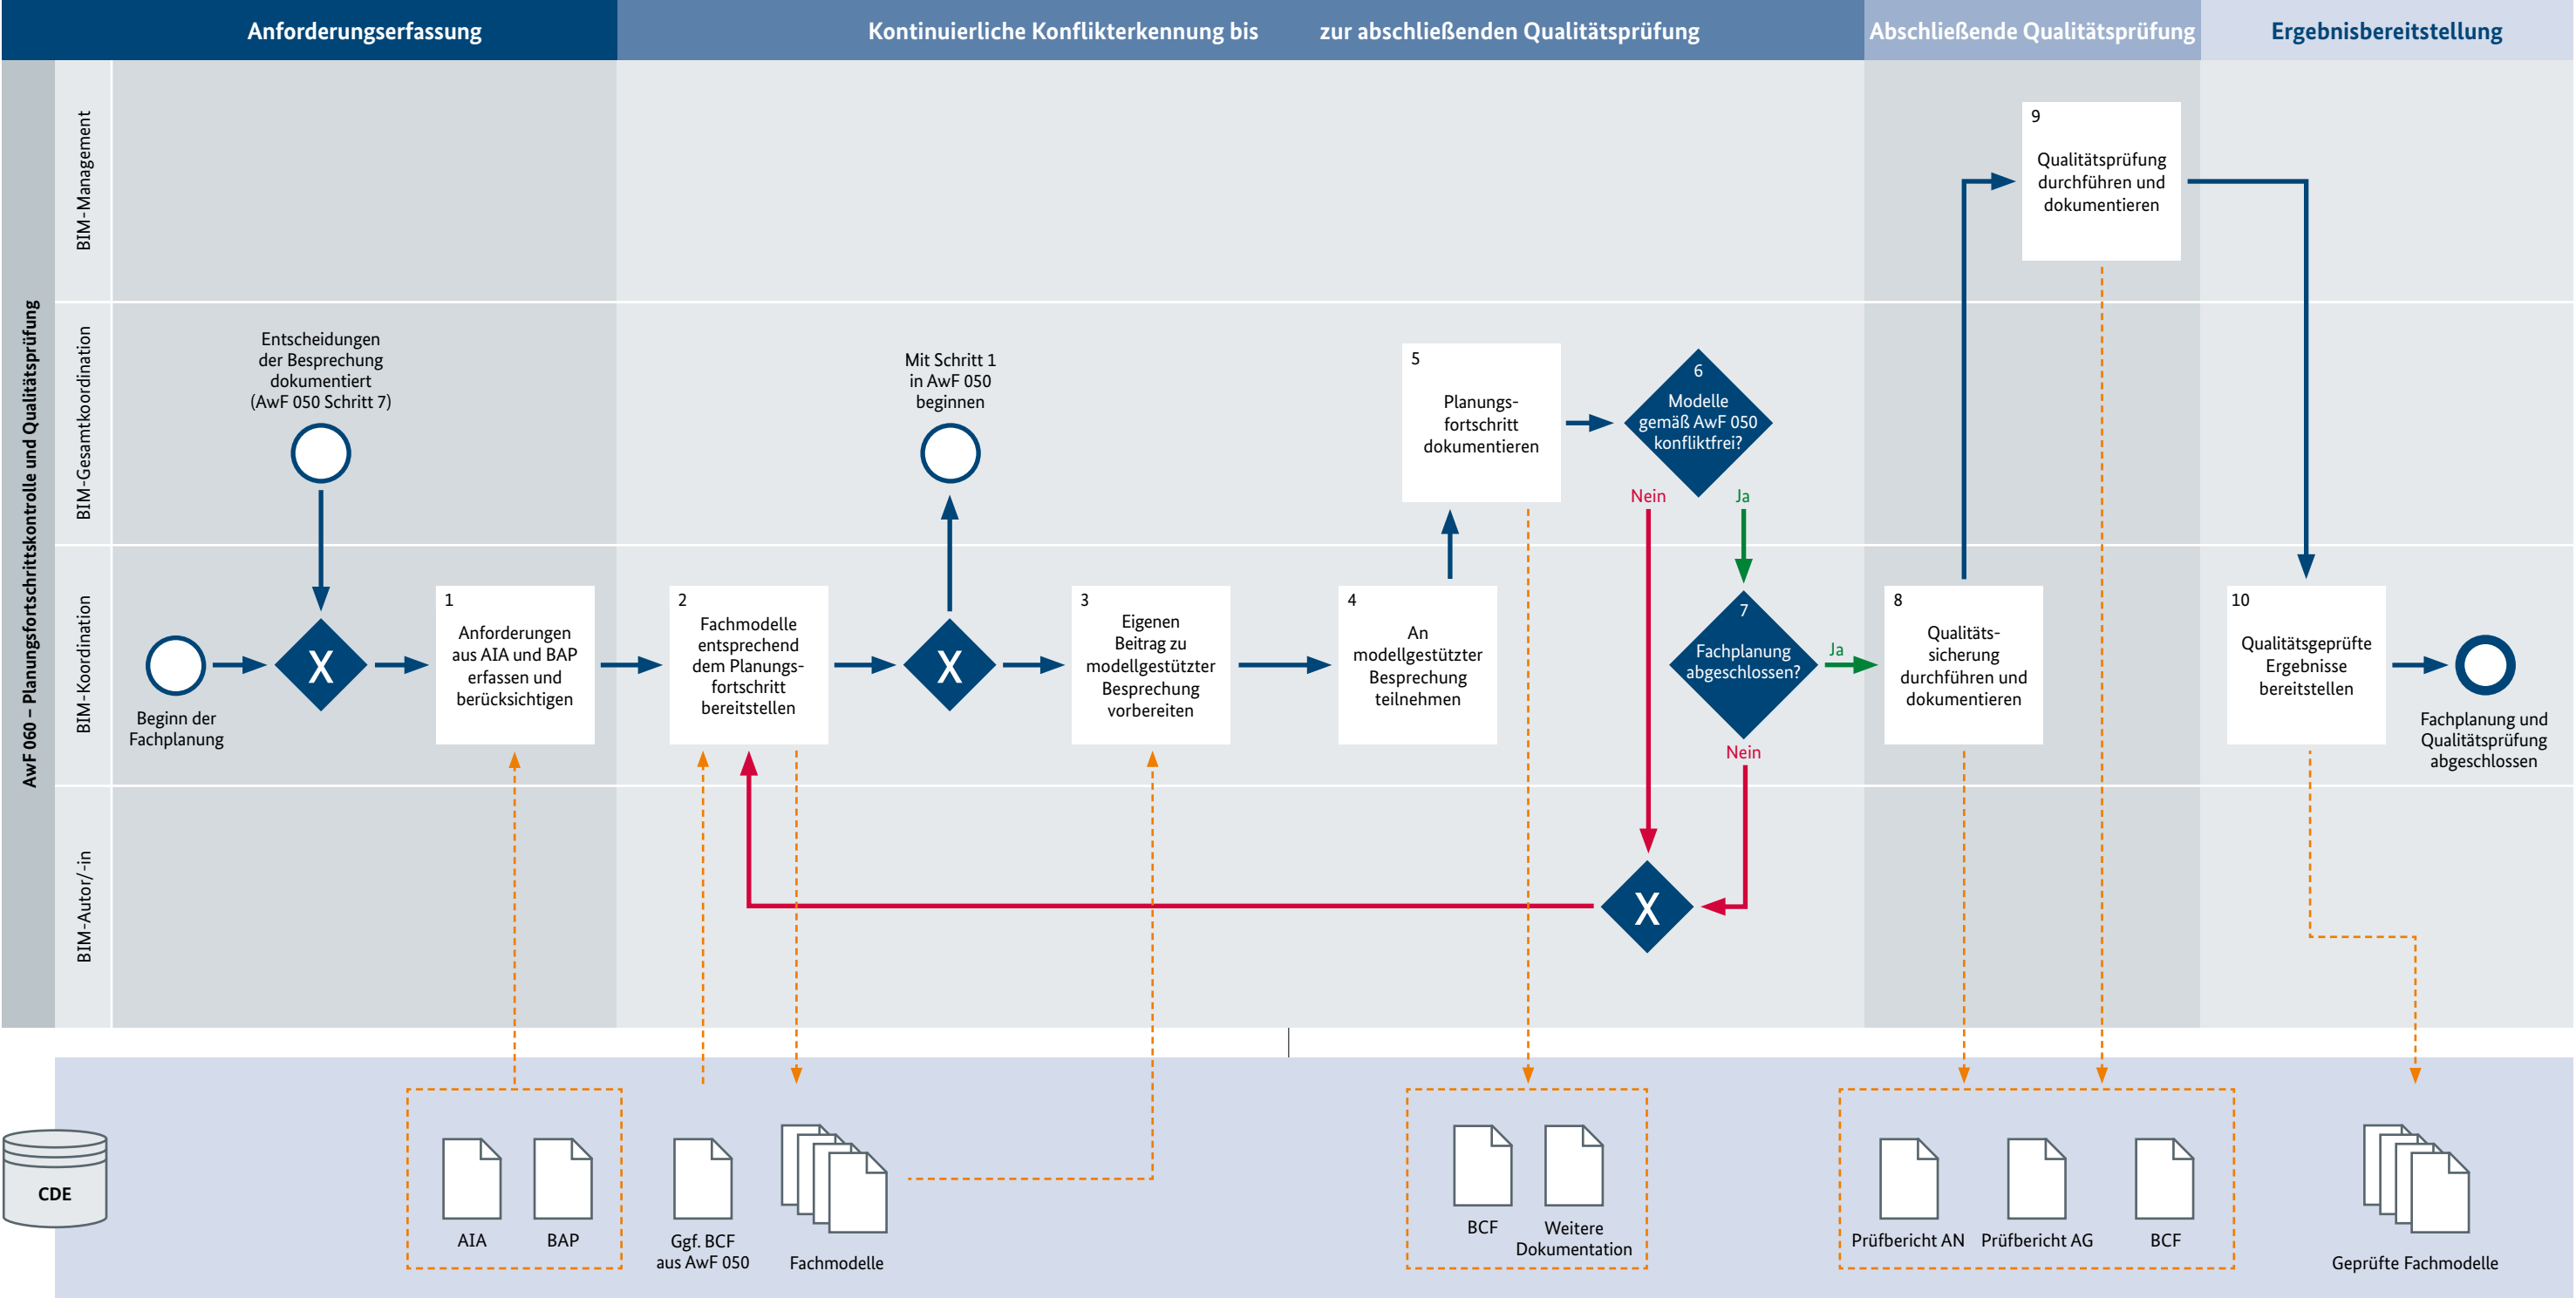 Anforderungserfassung
Kontinuierliche Konflikterkennung bis zur abschließenden Qualitätsprüfung
Abschließende Qualitätsprüfung
Ergebnisbereitstellung
AwF 060 – Planungsfortschrittskontrolle und Qualitätsprüfung
BIM-Management
BIM-Gesamtkoordination
BIM-Koordination
BIM-Autor/-in
9
Qualitätsprüfung
durchführen und
dokumentieren
Entscheidungen
der Besprechung
dokumentiert
(AwF 050 Schritt 7)
Mit Schritt 1
in AwF 050
beginnen
5
Planungs-
fortschritt
dokumentieren
6
Modelle
gemäß AwF 050
konfliktfrei?
Nein
Ja
Beginn der
Fachplanung
X
1
Anforderungen
aus AIA und BAP
erfassen und
berücksichtigen
2
Fachmodelle
entsprechend
dem Planungs-
fortschritt
bereitstellen
X
3
Eigenen
Beitrag zu
modellgestützter
Besprechung
vorbereiten
4
An
modellgestützter
Besprechung
teilnehmen
7
Fachplanung
abgeschlossen?
Ja
Nein
8
Qualitäts-
sicherung
durchführen und
dokumentieren
10
Qualitätsgeprüfte
Ergebnisse
bereitstellen
Fachplanung und
Qualitätsprüfung
abgeschlossen
X
CDE
AIA
BAP
Ggf. BCF
aus AwF 050
Fachmodelle
BCF
Weitere
Dokumentation
Prüfbericht AN
Prüfbericht AG
BCF
Geprüfte Fachmodelle